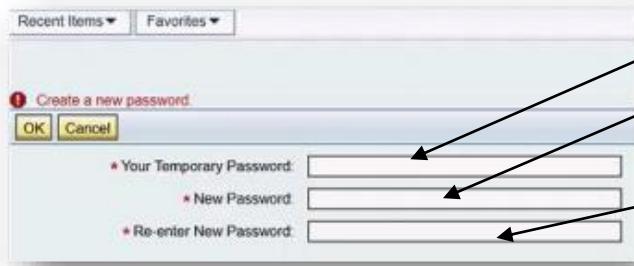 Recent Items Favorites
Create a new password.
OK Cancel
* Your Temporary Password:
* New Password:
* Re-enter New Password: